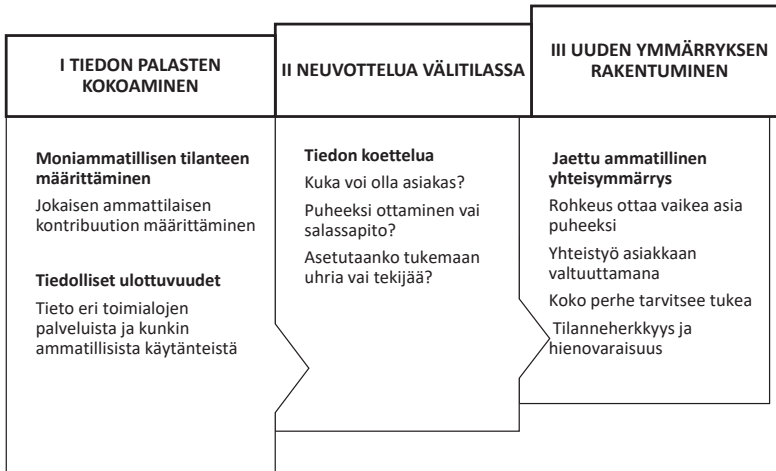 I TIEDON PALASTEN
KOKOAMINEN
Moniammatillisen tilanteen
määrittäminen
Jokaisen ammattilaisen
kontribuution määrittäminen
Tiedolliset ulottuvuudet
Tieto eri toimialojen
palveluista ja kunkin
ammatillisista käytänteistä
II NEUVOTTELUA VÄLITILASSA
Tiedon koettelua
Kuka voi olla asiakas?
Puheeksi ottaminen vai
salassapito?
Asetutaanko tukemaan
uhria vai tekijää?
III UUDEN YMMÄRRYKSEN
RAKENTUMINEN
Jaettu ammatillinen
yhteisymmärrys
Rohkeus ottaa vaikea asia
puheeksi
Yhteistyö asiakkaan
valtuuttamana
Koko perhe tarvitsee tukea
Tilanneherkkyys ja
hienovaraisuus